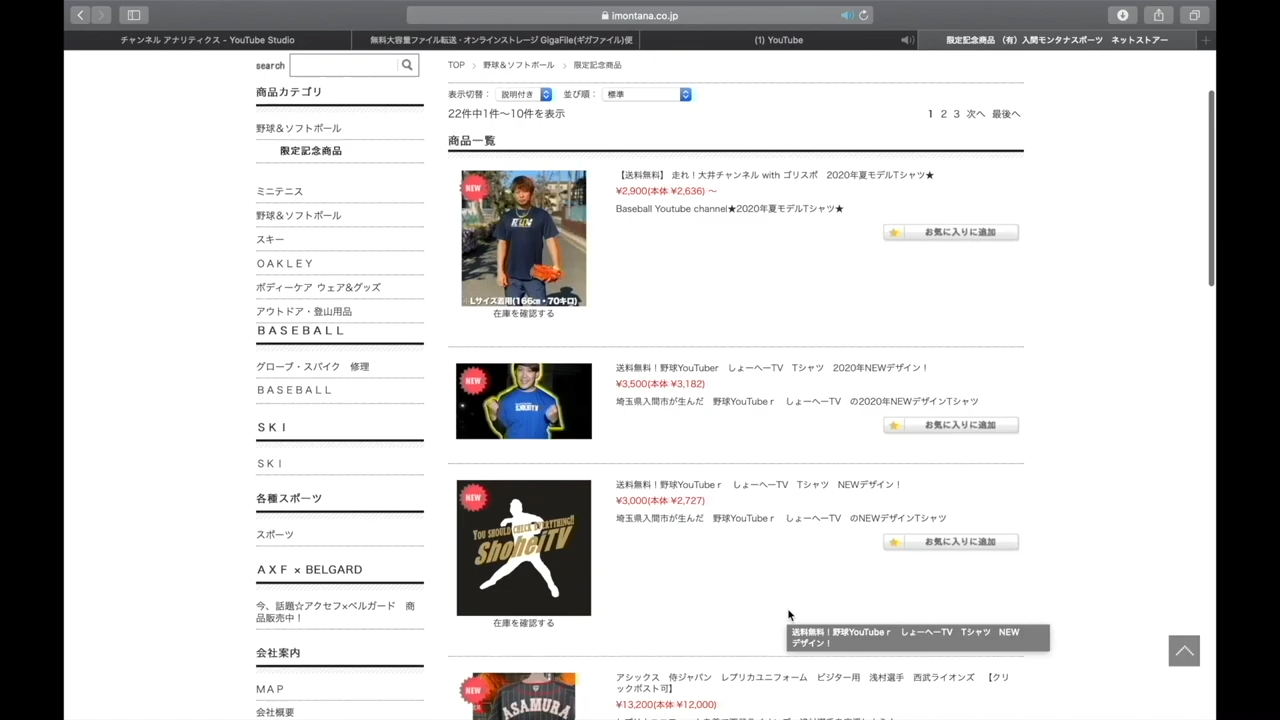 imontana.co.jp
チャンネル アナリティクス - YouTube Studio
無料大容量ファイル転送・オンラインストレージ GigaFile(ギガファイル)便
(1) YouTube
限定記念商品 （有）入間モンタナスポーツ ネットストアー
search
商品カテゴリ
野球＆ソフトボール
限定記念商品
ミニテニス
野球＆ソフトボール
スキー
ＯＡＫＬＥＹ
ボディーケア ウェア&グッズ
アウトドア・登山用品
ＢＡＳＥＢＡＬＬ
グローブ・スパイク　修理
ＢＡＳＥＢＡＬＬ
ＳＫＩ
ＳＫＩ
各種スポーツ
スポーツ
ＡＸＦ × BELGARD
今、話題☆アクセフ×ベルガード　商
品販売中！
会社案内
ＭＡＰ
会社概要
TOP > 野球＆ソフトボール > 限定記念商品
表示切替： 説明付き 並び順： 標準
22件中1件〜10件を表示
1 2 3 次へ 最後へ
商品一覧
NEW
Lサイズ着用(166㎝・70キロ)
在庫を確認する
【送料無料】 走れ！大井チャンネル with ゴリスポ　2020年夏モデルTシャツ★
¥2,900(本体 ¥2,636) 〜
Baseball Youtube channel★2020年夏モデルTシャツ★
お気に入りに追加
NEW
送料無料！野球YouTuber　しょーへーTV　Tシャツ　2020年NEWデザイン！
¥3,500(本体 ¥3,182)
埼玉県入間市が生んだ　野球YouTubeｒ　しょーへーTV　の2020年NEWデザインTシャツ
お気に入りに追加
NEW
YOU SHOULD CHECK EVERYTHING!!
ShoheiTV
在庫を確認する
送料無料！野球YouTubeｒ　しょーへーTV　Tシャツ　NEWデザイン！
¥3,000(本体 ¥2,727)
埼玉県入間市が生んだ　野球YouTubeｒ　しょーへーTV　のNEWデザインTシャツ
お気に入りに追加
送料無料！野球YouTubeｒ　しょーへーTV　Tシャツ　NEW
デザイン！
NEW
ASAMURA
アシックス　侍ジャパン　レプリカユニフォーム　ビジター用　浅村選手　西武ライオンズ　【クリ
ックポスト可】
¥13,200(本体 ¥12,000)